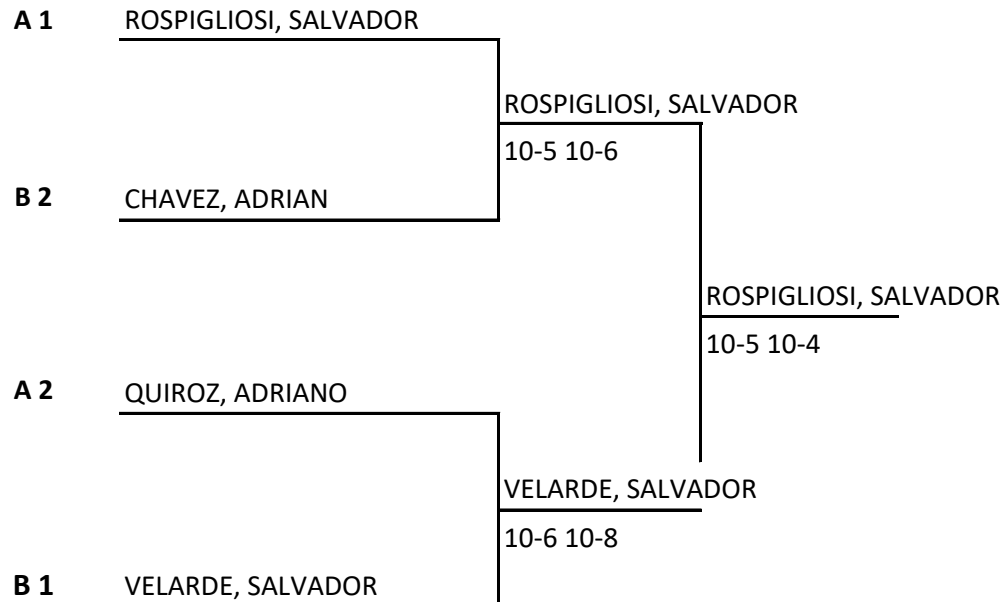 A 1 ROSPIGLIOSI, SALVADOR
ROSPIGLIOSI, SALVADOR
10-5 10-6
B 2 CHAVEZ, ADRIAN
ROSPIGLIOSI, SALVADOR
10-5 10-4
A 2 QUIROZ, ADRIANO
VELARDE, SALVADOR
10-6 10-8
B 1 VELARDE, SALVADOR